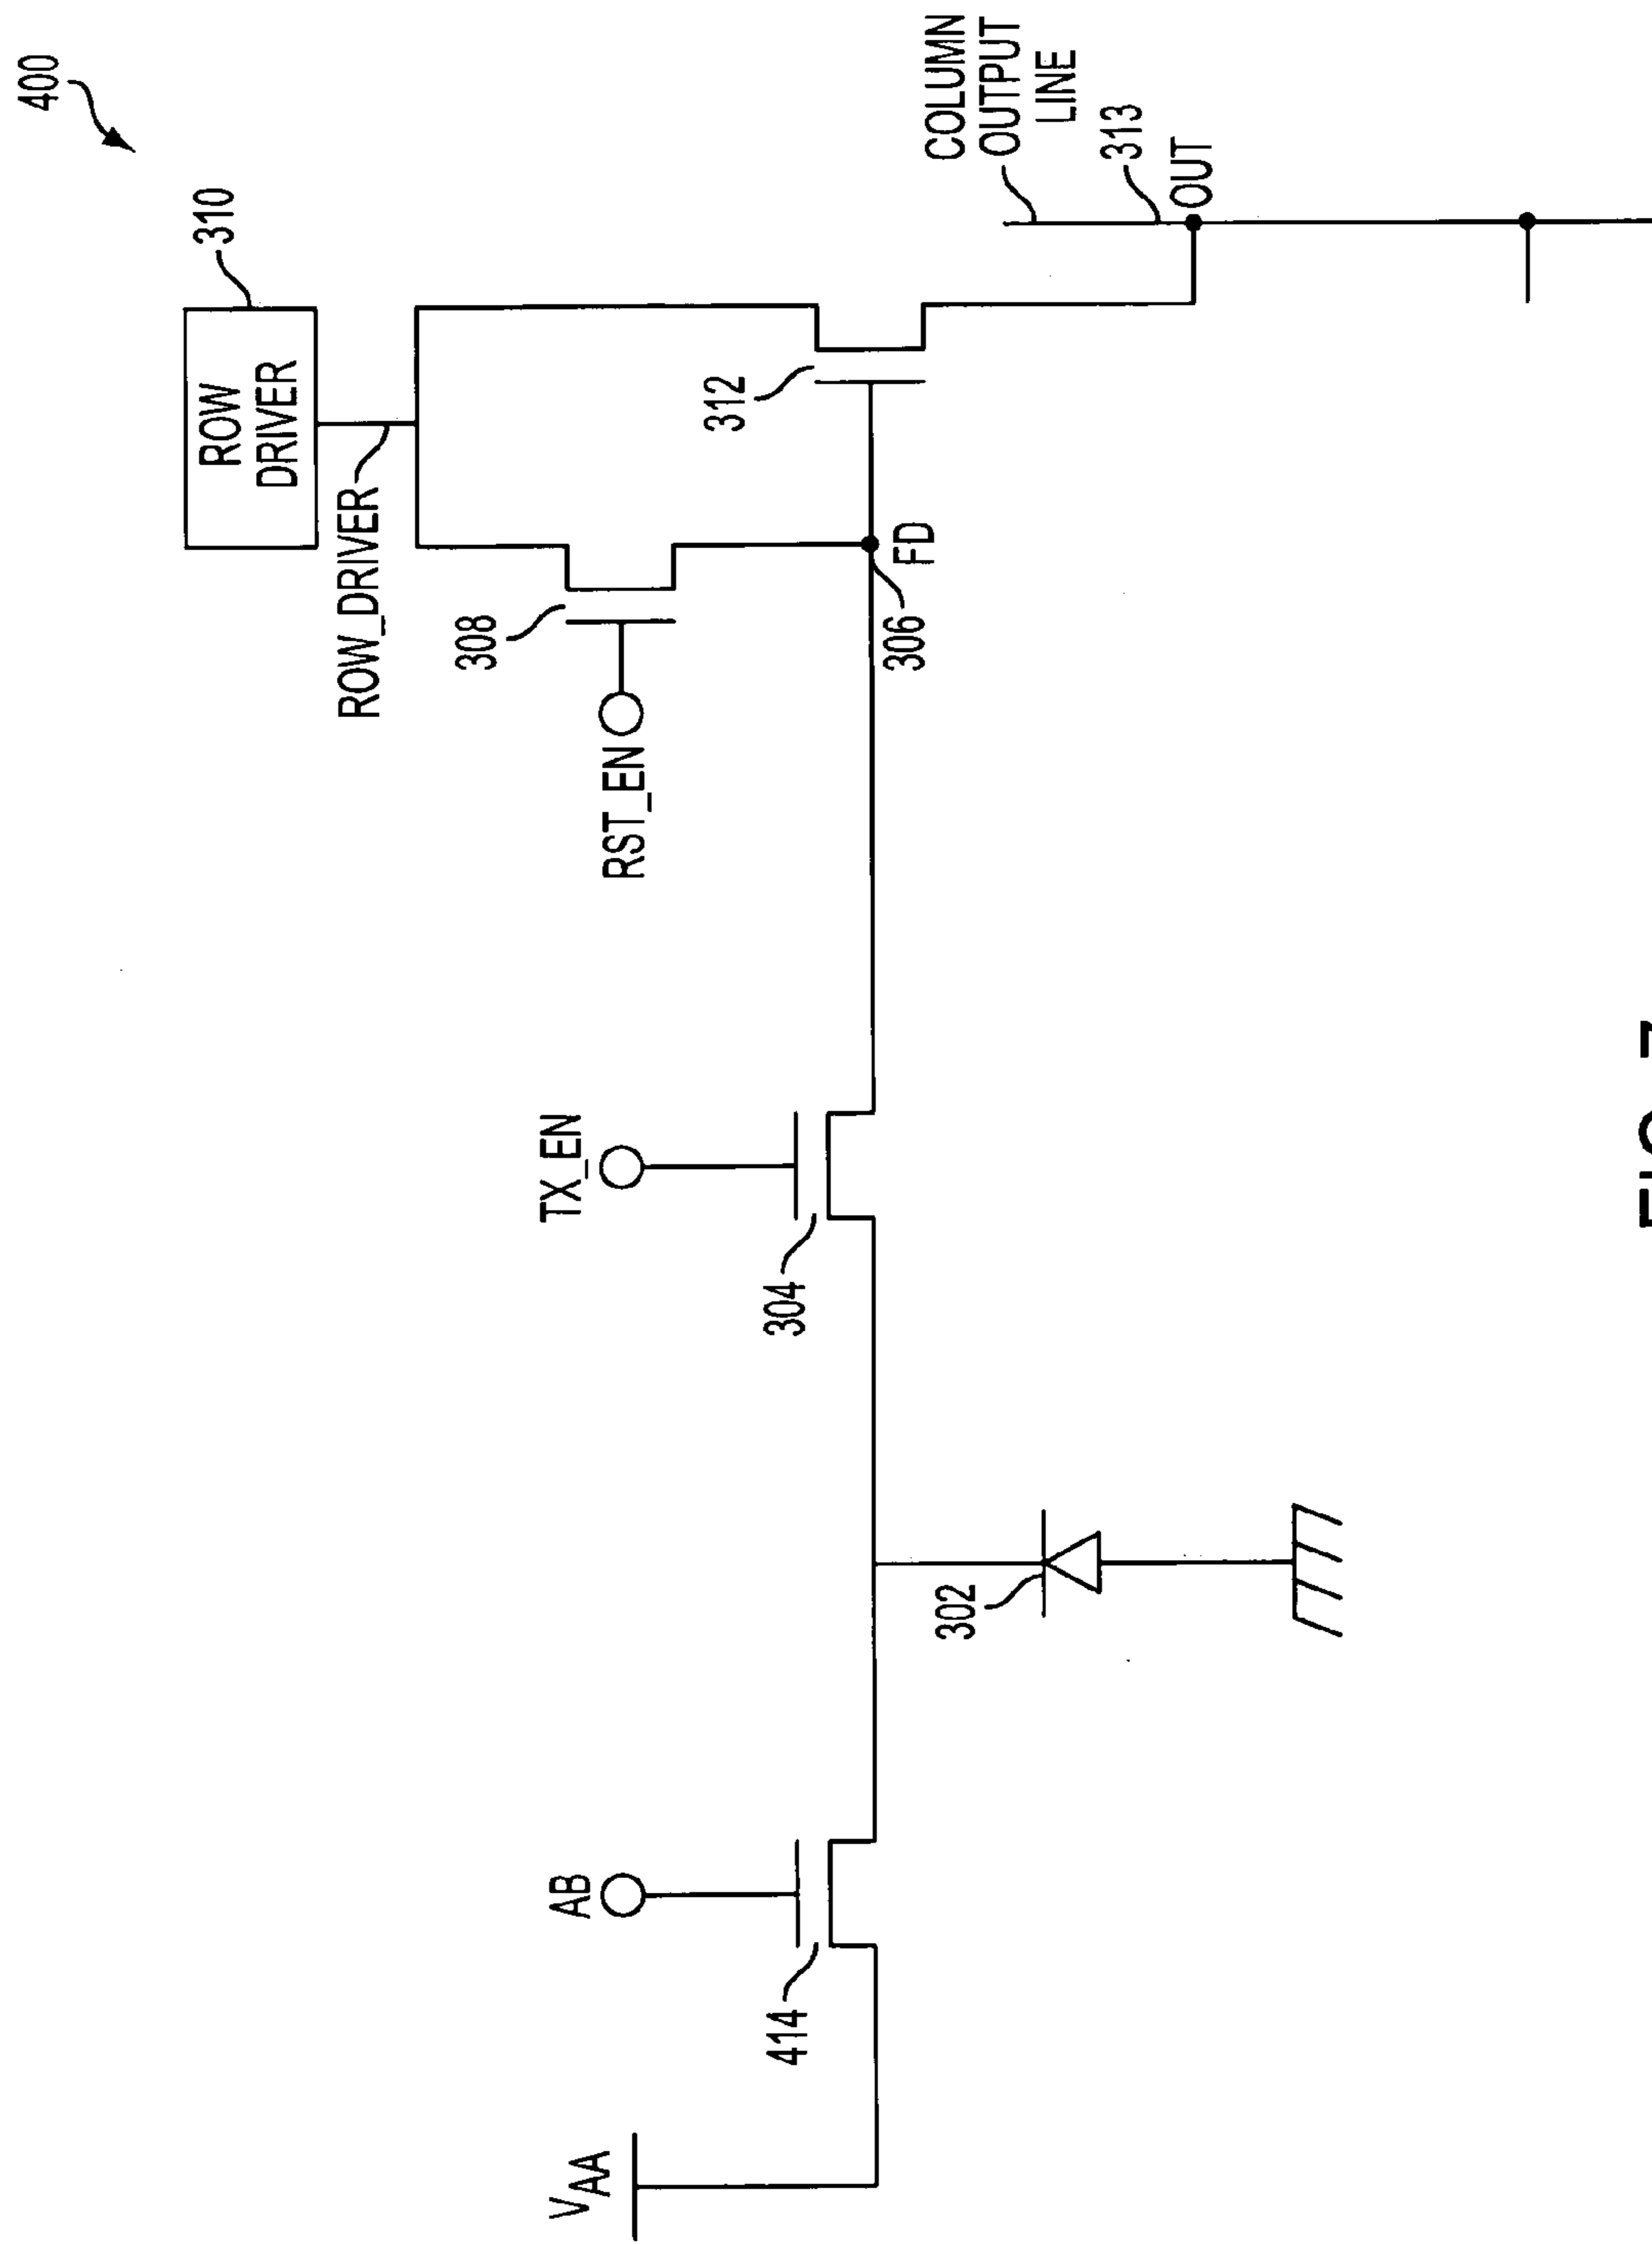 400
310
ROW
DRIVER
ROW_DRIVER
308
RST_EN
312
306
FD
COLUMN
OUTPUT
LINE
313
OUT
TX_EN
304
302
AB
414
VAA